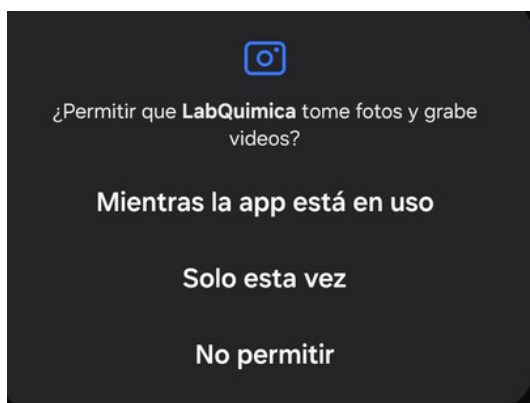 ¿Permitir que LabQuimica tome fotos y grabe
videos?
Mientras la app está en uso
Solo esta vez
No permitir